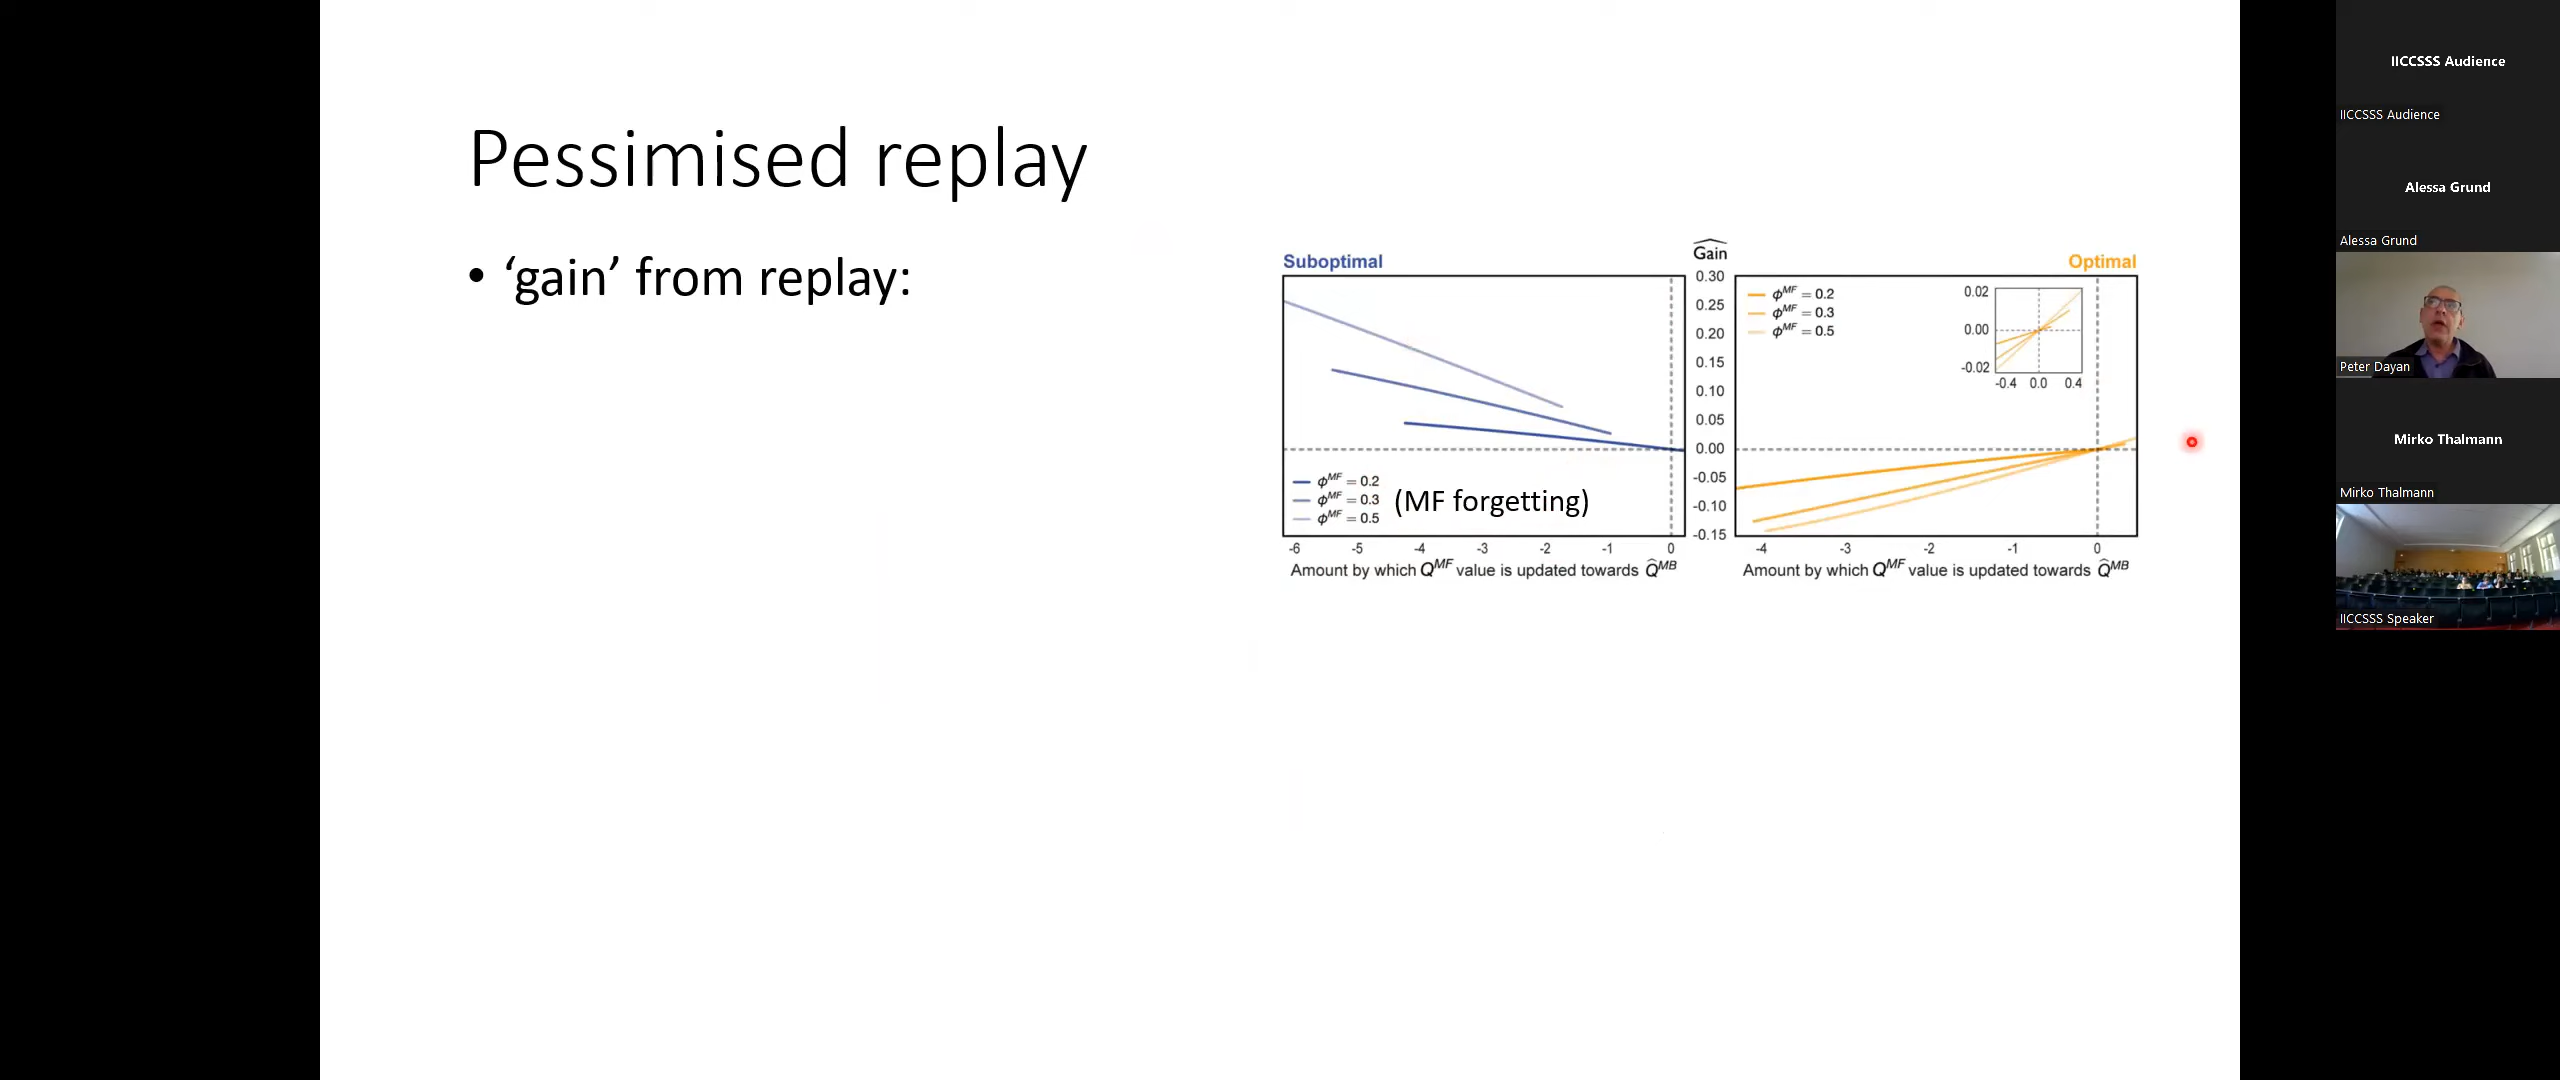 Pessimised replay
• ‘gain’ from replay:
Suboptimal
Gain
Optimal
0.30
0.25
0.20
0.15
0.10
0.05
0.00
-0.05
-0.10
-0.15
ϕMF = 0.2
ϕMF = 0.3
ϕMF = 0.5
(MF forgetting)
-6 -5 -4 -3 -2 -1 0
Amount by which QMF value is updated towards Q̂MB
ϕMF = 0.2
ϕMF = 0.3
ϕMF = 0.5
0.02
0.00
-0.02
-0.4 0.0 0.4
-4 -3 -2 -1 0
Amount by which QMF value is updated towards Q̂MB
IICCSSS Audience
IICCSSS Audience
Alessa Grund
Alessa Grund
Peter Dayan
Mirko Thalmann
Mirko Thalmann
IICCSSS Speaker